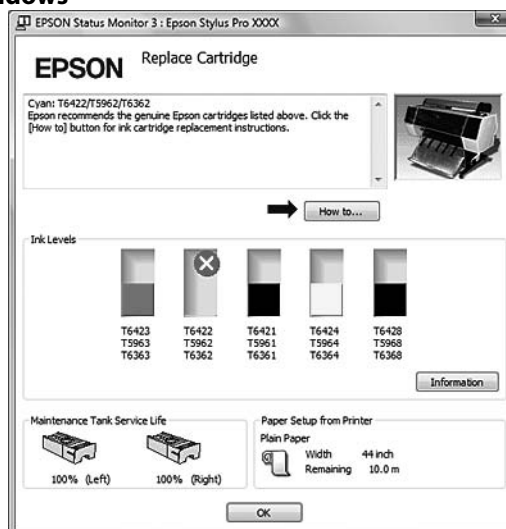 ndows
EPSON Status Monitor 3 : Epson Stylus Pro XXXX
EPSON
Replace Cartridge
Cyan: T6422/T5962/T6362
Epson recommends the genuine Epson cartridges listed above. Click the
[How to] button for ink cartridge replacement instructions.
How to...
Ink Levels
T6423 T6422 T6421 T6424 T6428
T5963 T5962 T5961 T5964 T5968
T6363 T6362 T6361 T6364 T6368
Information
Maintenance Tank Service Life
100% (Left) 100% (Right)
Paper Setup from Printer
Plain Paper
Width 44 inch
Remaining 10.0 m
OK